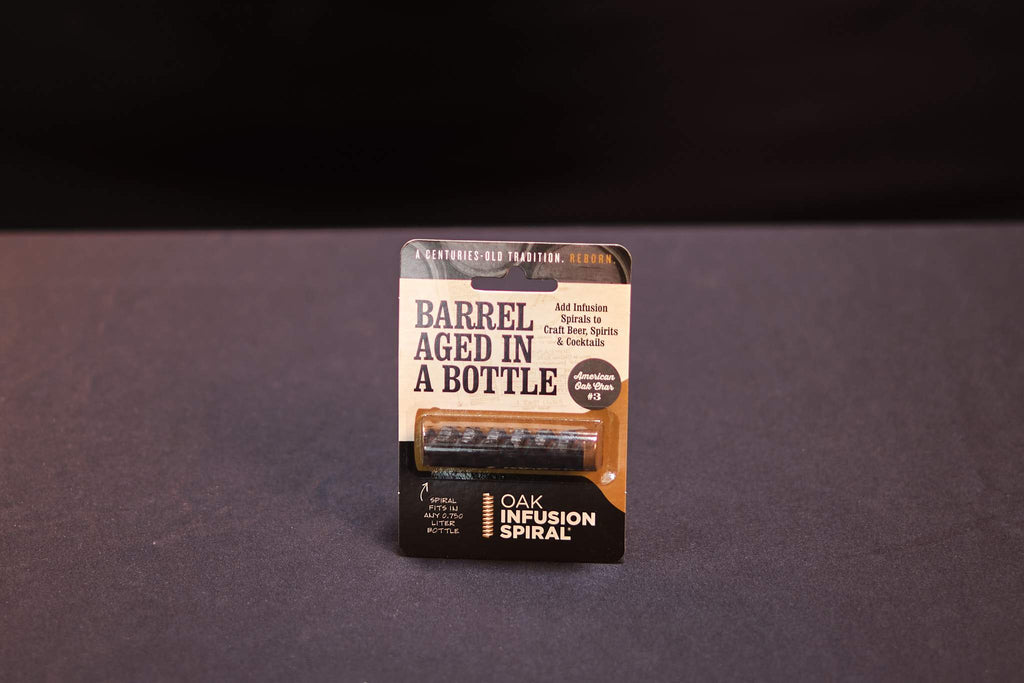 A CENTURIES-OLD TRADITION. REBORN.
BARREL
AGED IN
A BOTTLE
Add Infusion
Spirals to
Craft Beer, Spirits
& Cocktails
American
Oak Char
#3
SPIRAL
FITS IN
ANY 0.750
LITER
BOTTLE
OAK
INFUSION
SPIRAL®